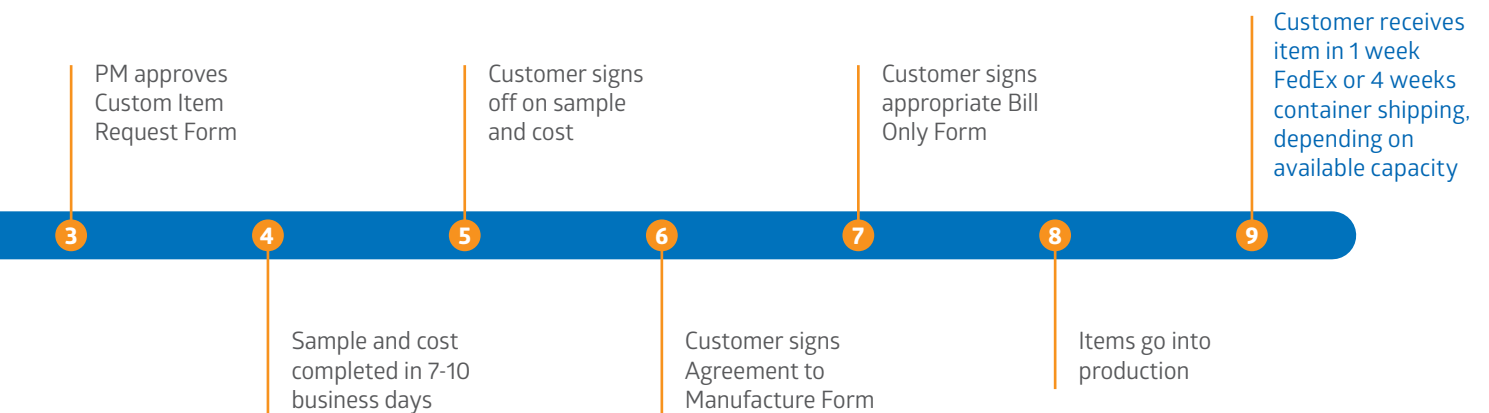 Customer receives
item in 1 week
FedEx or 4 weeks
container shipping,
depending on
available capacity
PM approves
Custom Item
Request Form
Customer signs
off on sample
and cost
Customer signs
appropriate Bill
Only Form
3
4
5
6
7
8
9
Sample and cost
completed in 7-10
business days
Customer signs
Agreement to
Manufacture Form
Items go into
production